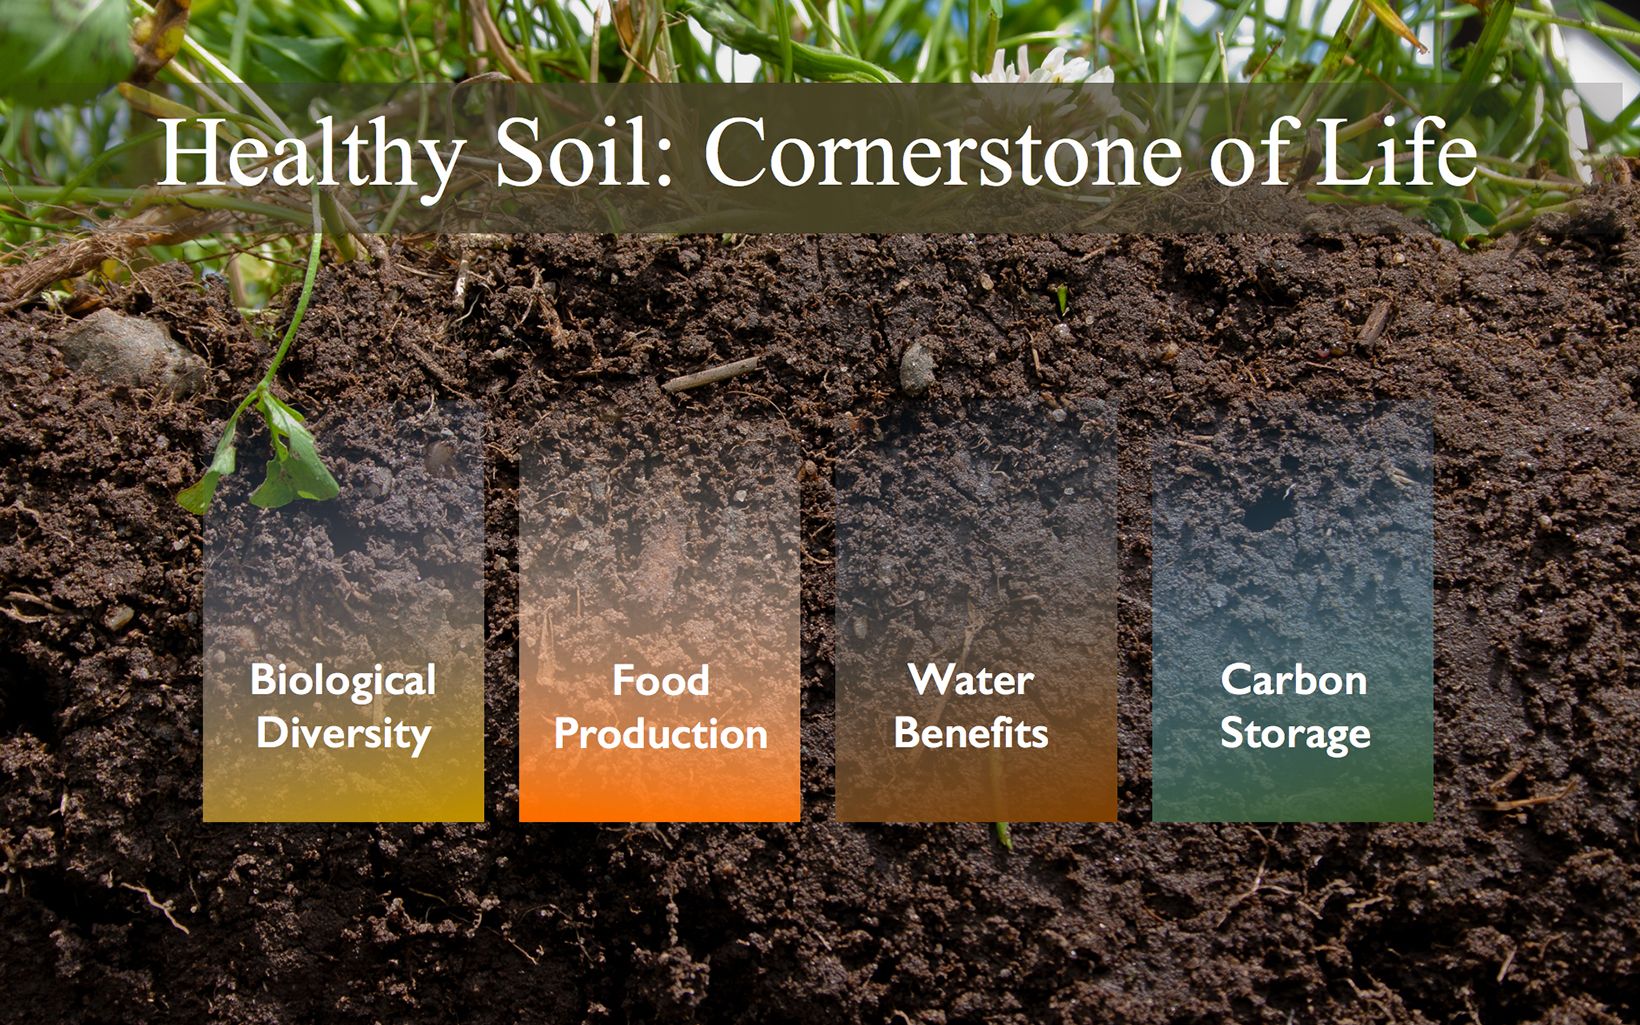 Healthy Soil: Cornerstone of Life
Biological
Diversity
Food
Production
Water
Benefits
Carbon
Storage